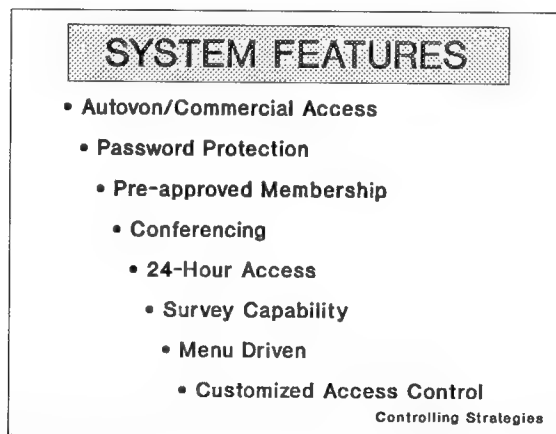 SYSTEM FEATURES
• Autovon/Commercial Access
• Password Protection
• Pre-approved Membership
• Conferencing
• 24-Hour Access
• Survey Capability
• Menu Driven
• Customized Access Control
Controlling Strategies